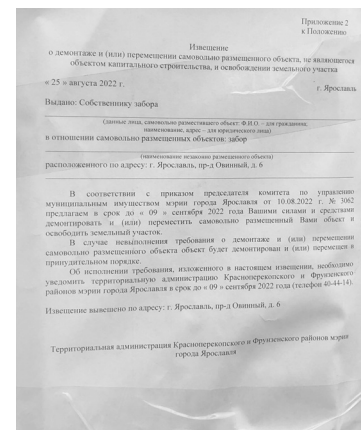 Приложение 2
к Положению
Извещение
о демонтаже и (или) перемещении самовольно размещенного объекта, не являющегося
объектом капитального строительства, и освобождении земельного участка
« 25 » августа 2022 г.
г. Ярославль
Выдано: Собственнику забора
(данные лица, самовольно разместившего объект: Ф.И.О. – для гражданина,
наименование, адрес – для юридического лица)
в отношении самовольно размещенных объектов: забор
(наименование незаконно размещенного объекта)
расположенного по адресу: г. Ярославль, пр-д Овинный, д. 6
В соответствии с приказом председателя комитета по управлению
муниципальным имуществом мэрии города Ярославля от 10.08.2022 г. № 3062
предлагаем в срок до « 09 » сентября 2022 года Вашими силами и средствами
демонтировать и (или) переместить самовольно размещенный Вами объект и
освободить земельный участок.
В случае невыполнения требования о демонтаже и (или) перемещении
самовольно размещенного объекта объект будет демонтирован и (или) перемещен в
принудительном порядке.
Об исполнении требования, изложенного в настоящем извещении, необходимо
уведомить территориальную администрацию Красноперекопского и Фрунзенского
районов мэрии города Ярославля в срок до « 09 » сентября 2022 года (телефон 40-44-14).
Извещение вывешено по адресу: г. Ярославль, пр-д Овинный, д. 6
Территориальная администрация Красноперекопского и Фрунзенского районов мэрии
города Ярославля